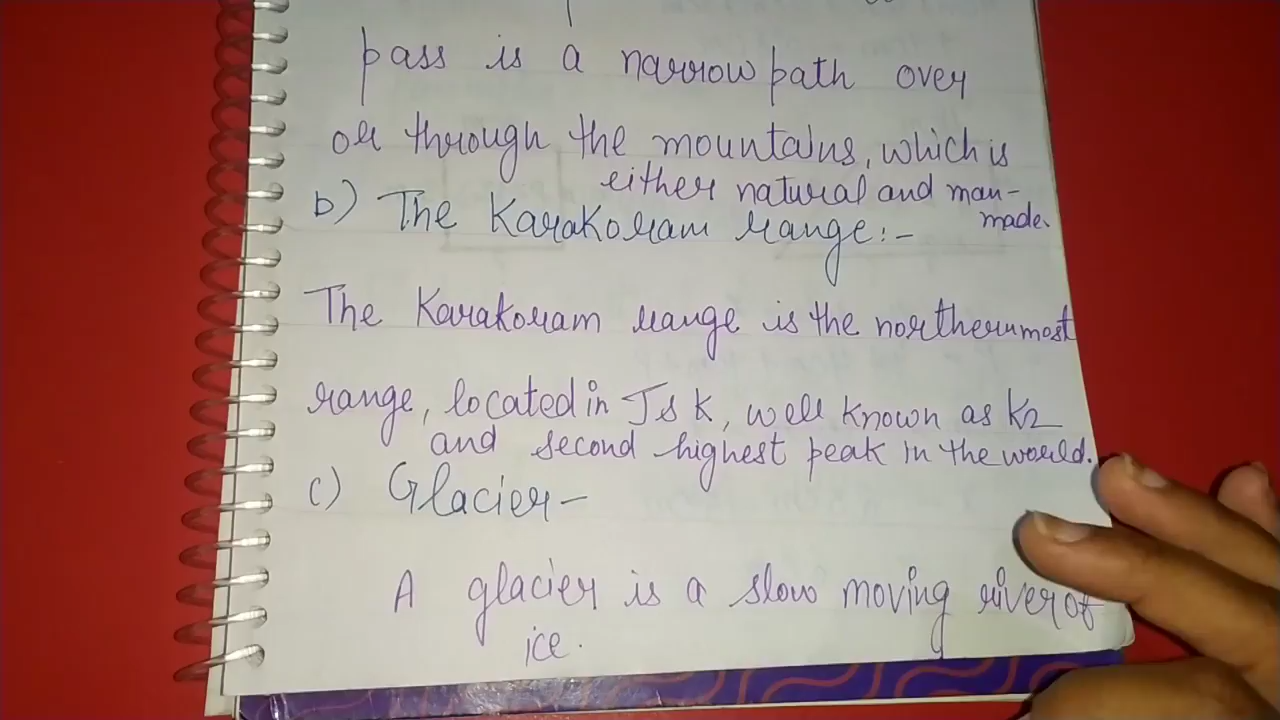 pass is a narrow path over
or through the mountains, which is
either natural and man-
made.
b) The Karakoram range:-
The Karakoram range is the northernmost
range, located in J & K, well known as K2
and second highest peak in the world.
c) Glacier-
A glacier is a slow moving river of
ice.